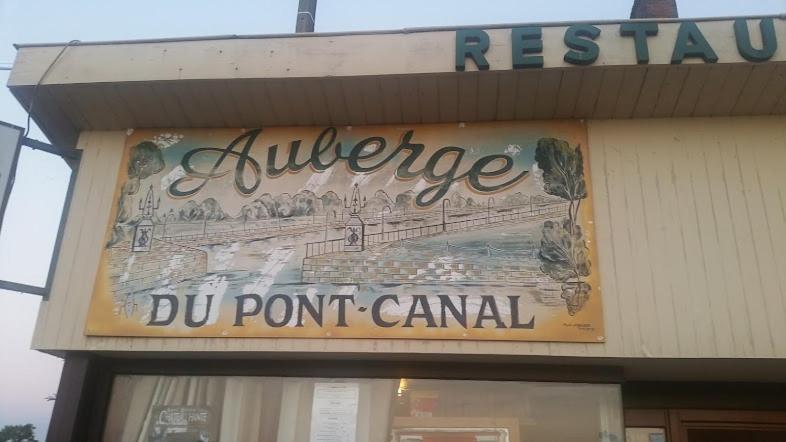 RESTAU
Auberge
DU PONT-CANAL